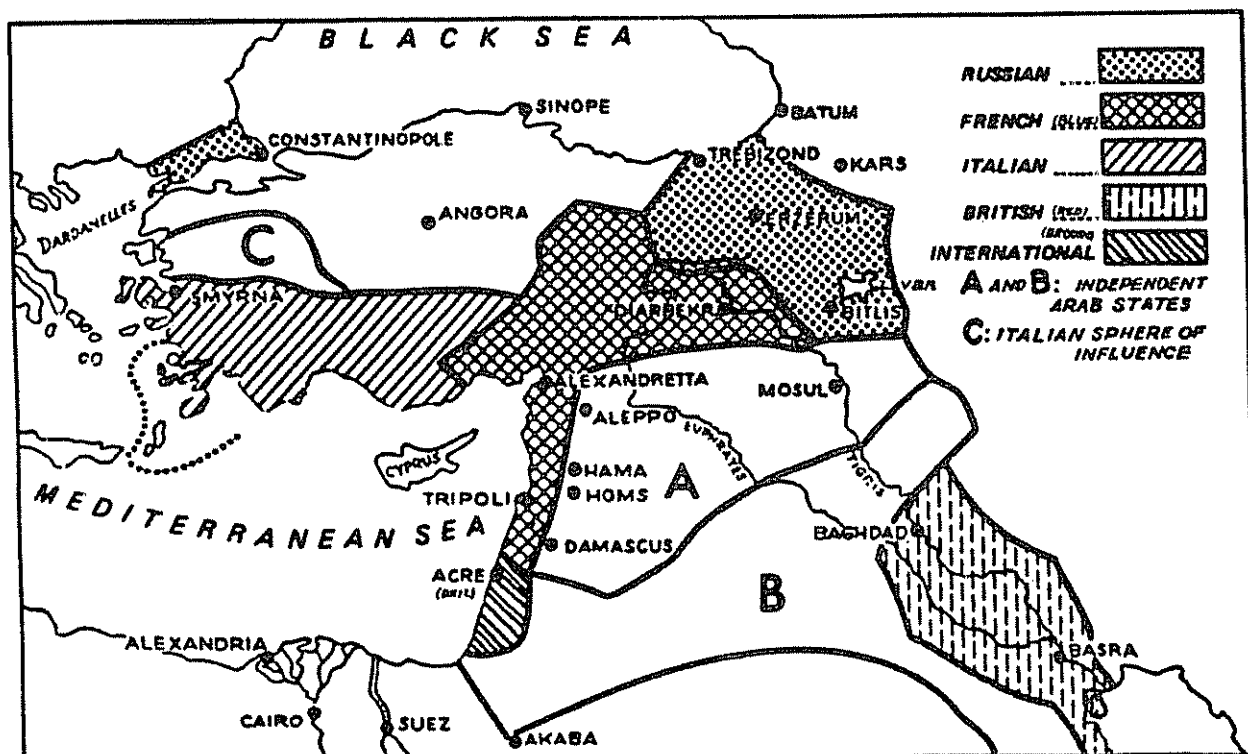 BLACK SEA
SINOPE
BATUM
CONSTANTINOPLE
TREBIZOND
KARS
DARDANELLES
ANGORA
ERZERUM
C
SMYRNA
DIARBEKR
BITLIS
L. VAN
ALEXANDRETTA
MOSUL
ALEPPO
EUPHRATES
CYPRUS
HAMA
A
TIGRIS
TRIPOLI
HOMS
MEDITERRANEAN SEA
BAGHDAD
DAMASCUS
ACRE
B
ALEXANDRIA
BASRA
CAIRO
SUEZ
AKABA
RUSSIAN
FRENCH (BLUE)
ITALIAN
BRITISH (RED)
INTERNATIONAL
A AND B: INDEPENDENT
ARAB STATES
C: ITALIAN SPHERE OF
INFLUENCE